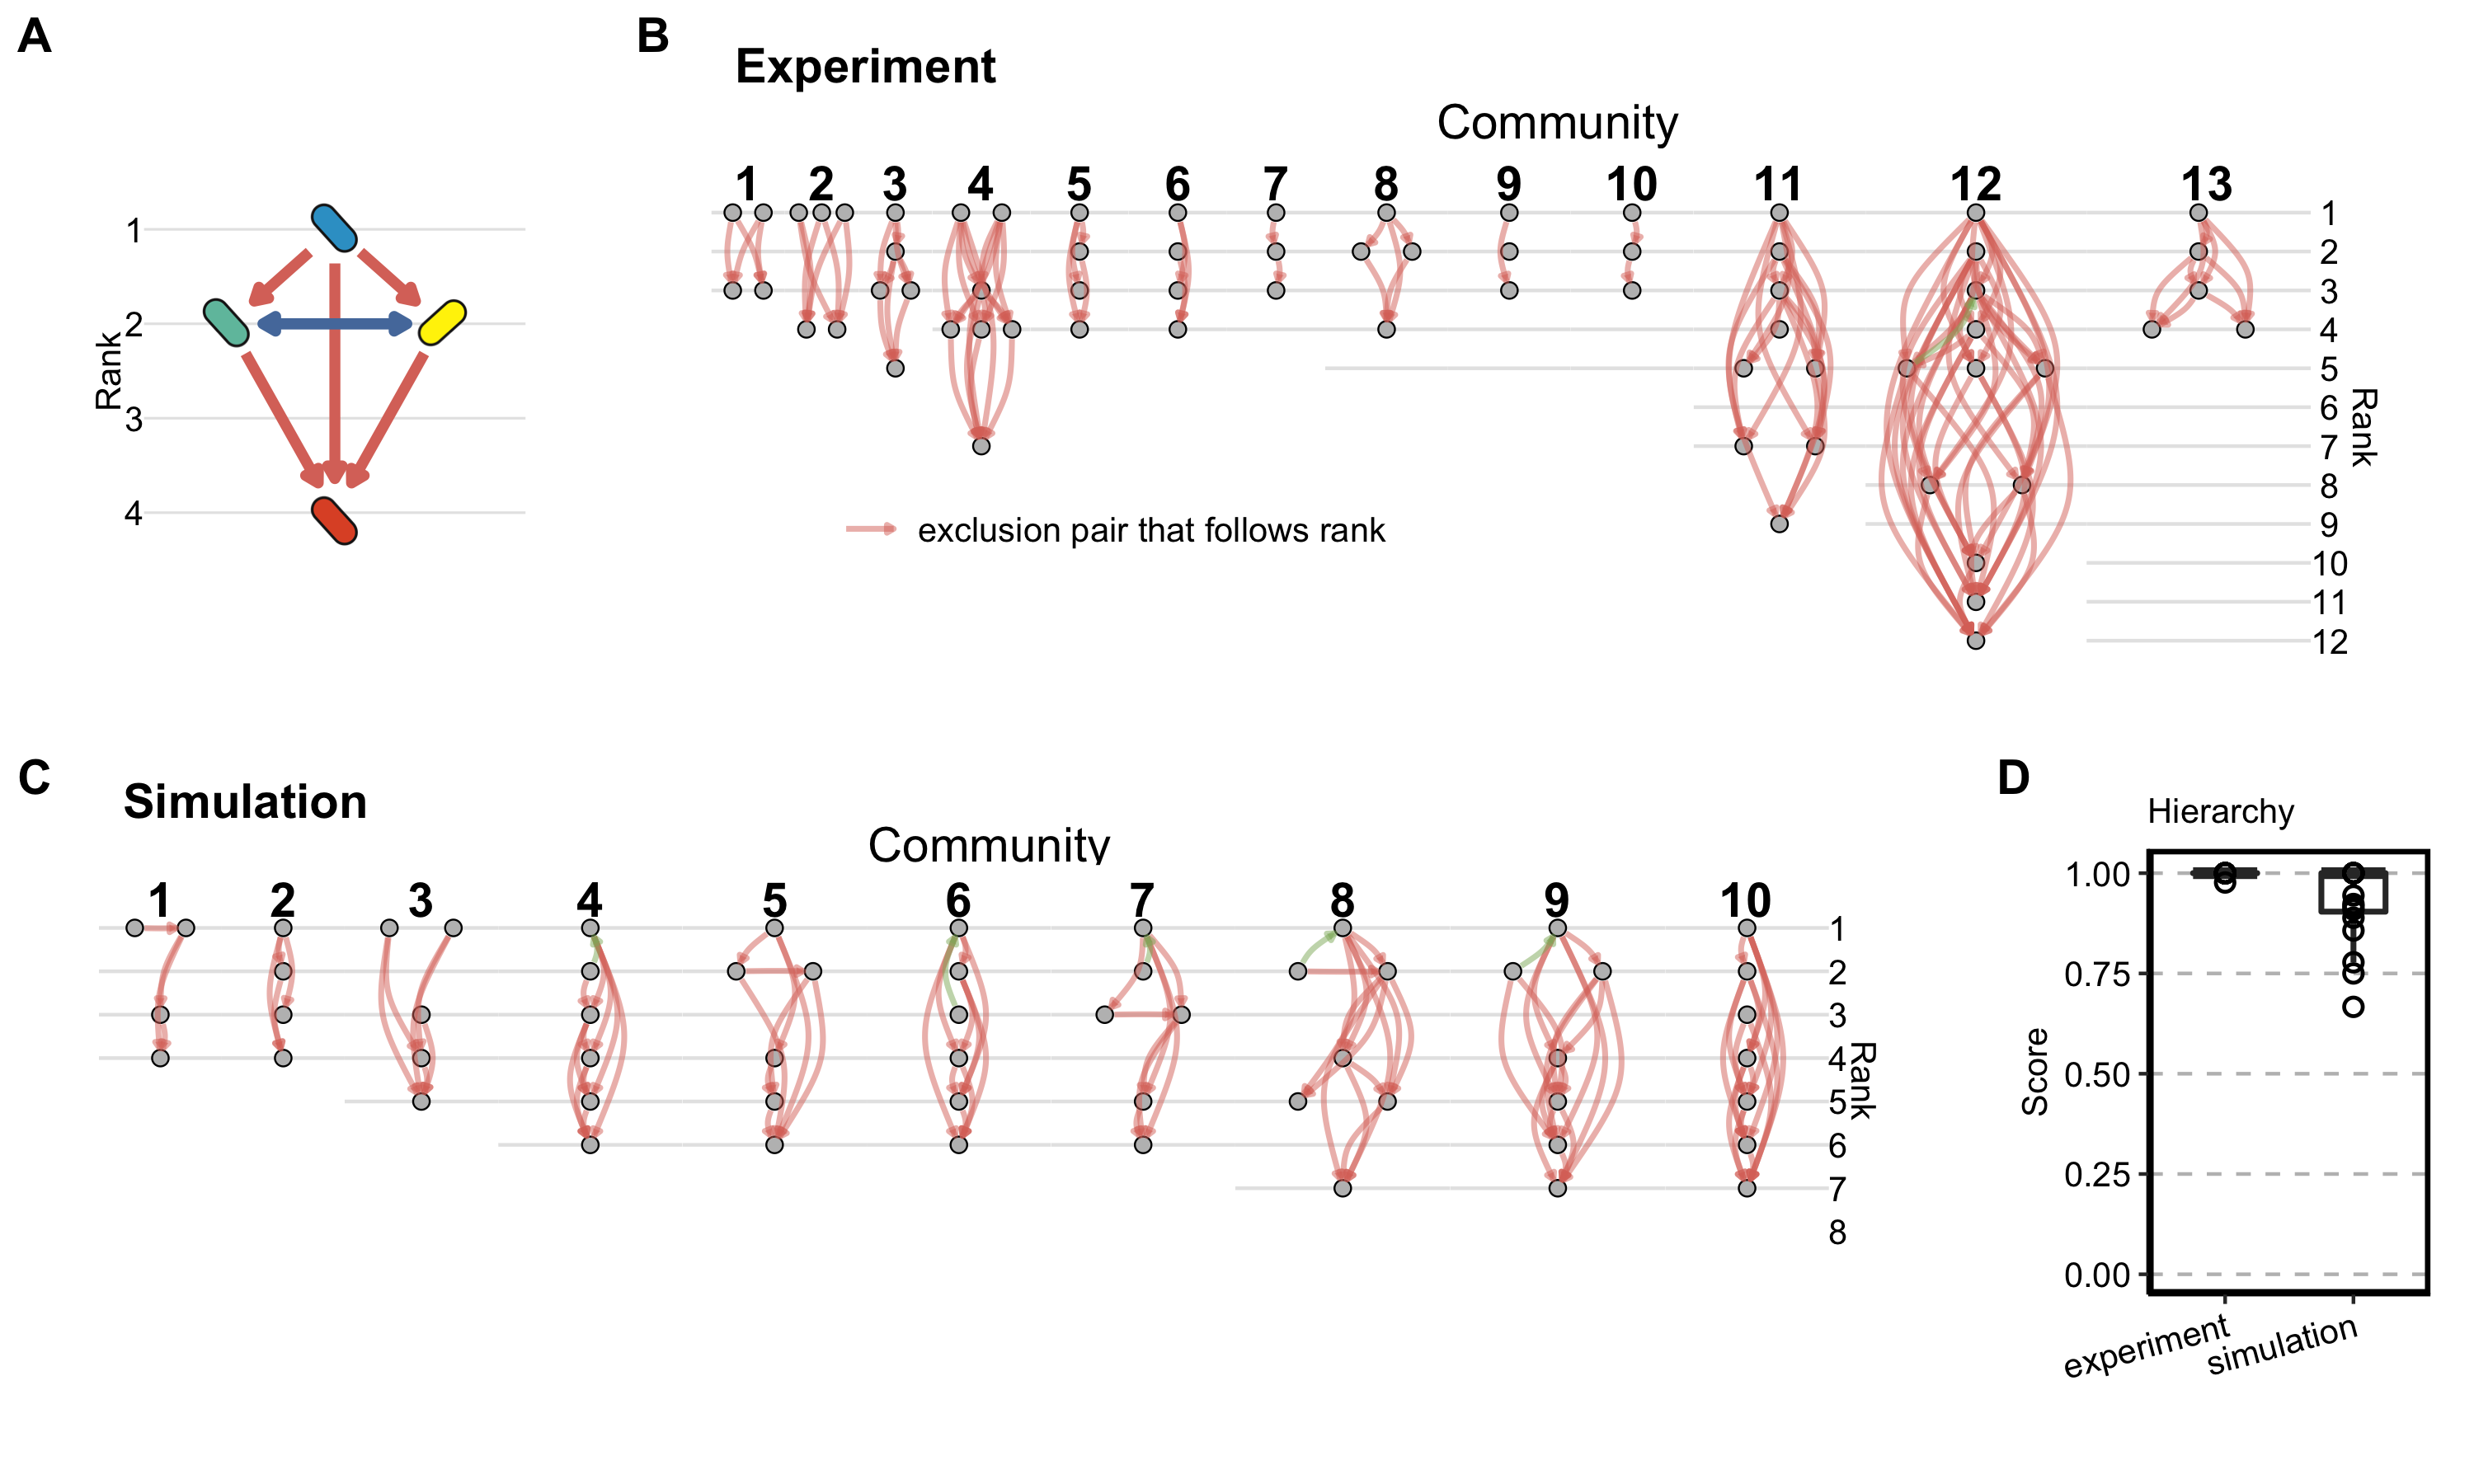 A
1
2
3
4
Rank
B
Experiment
Community
1 2 3 4 5 6 7 8 9 10 11 12 13
1
2
3
4
5
6
7
8
9
10
11
12
Rank
exclusion pair that follows rank
C
Simulation
Community
1 2 3 4 5 6 7 8 9 10
1
2
3
4
5
6
7
8
Rank
D
Hierarchy
1.00
0.75
0.50
0.25
0.00
Score
experiment
simulation